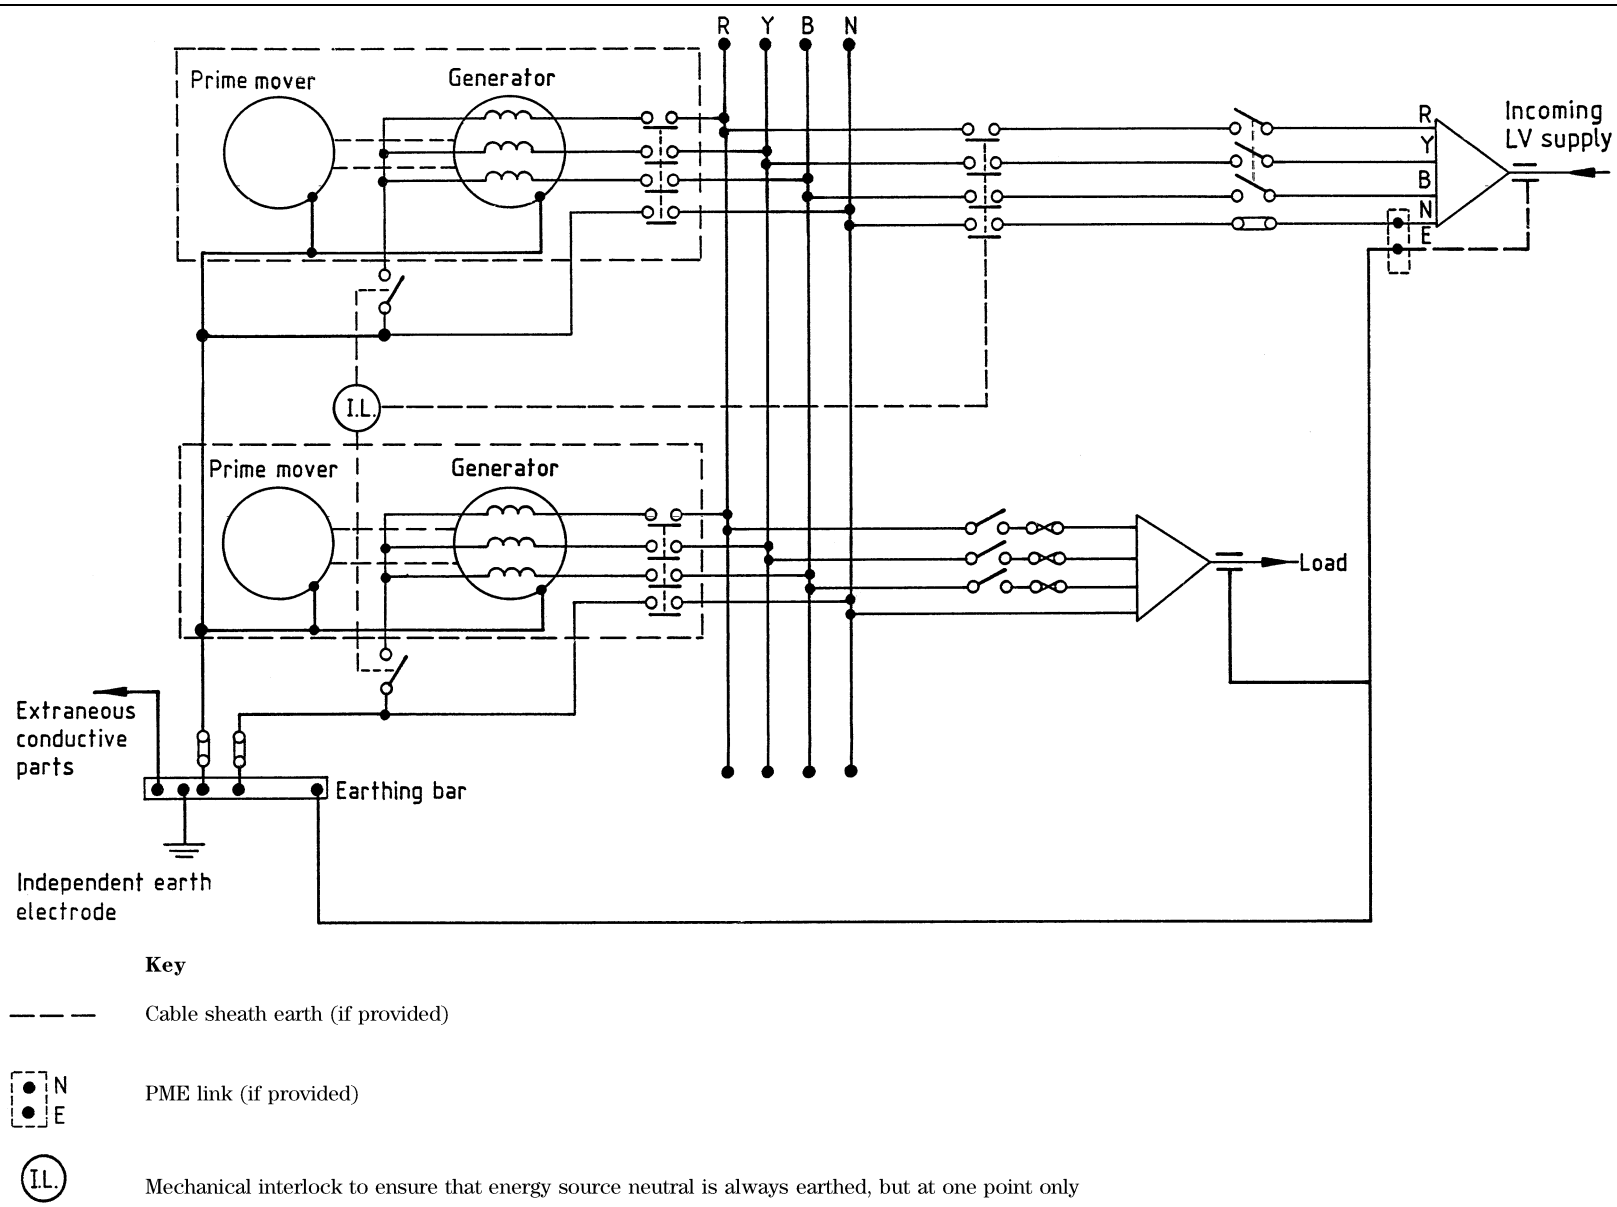 R Y B N
Prime mover
Generator
R
Y
B
N
E
Incoming
LV supply
I.L.
Prime mover
Generator
Load
Extraneous
conductive
parts
Earthing bar
Independent earth
electrode
Key
Cable sheath earth (if provided)
N
E
PME link (if provided)
I.L.
Mechanical interlock to ensure that energy source neutral is always earthed, but at one point only